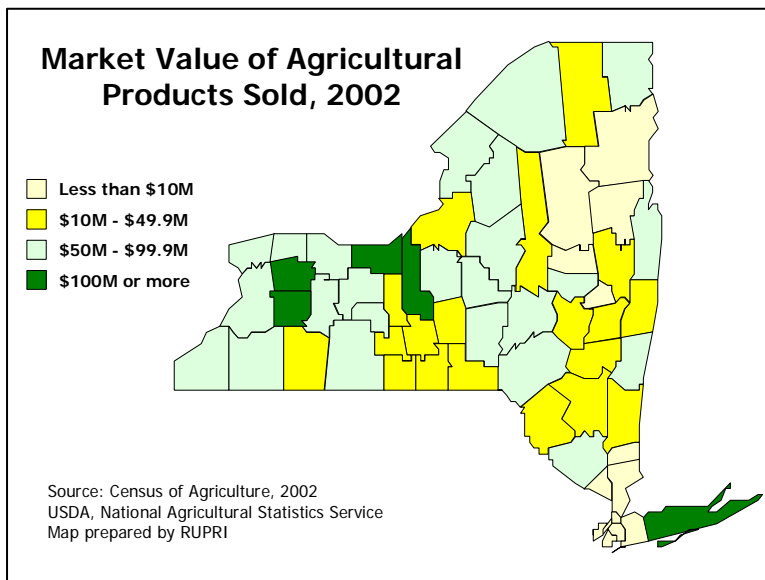 Market Value of Agricultural
Products Sold, 2002
Less than $10M
$10M - $49.9M
$50M - $99.9M
$100M or more
Source: Census of Agriculture, 2002
USDA, National Agricultural Statistics Service
Map prepared by RUPRI